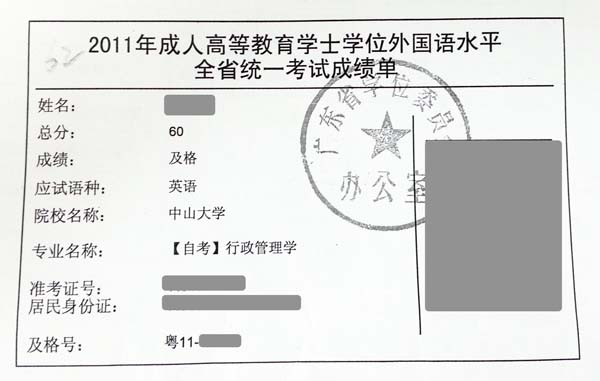 2011年成人高等教育学士学位外国语水平
全省统一考试成绩单
广东省学位委员
办公室
姓名：
总分： 60
成绩： 及格
应试语种： 英语
院校名称： 中山大学
专业名称： 【自考】行政管理学
准考证号：
居民身份证：
及格号： 粤11-